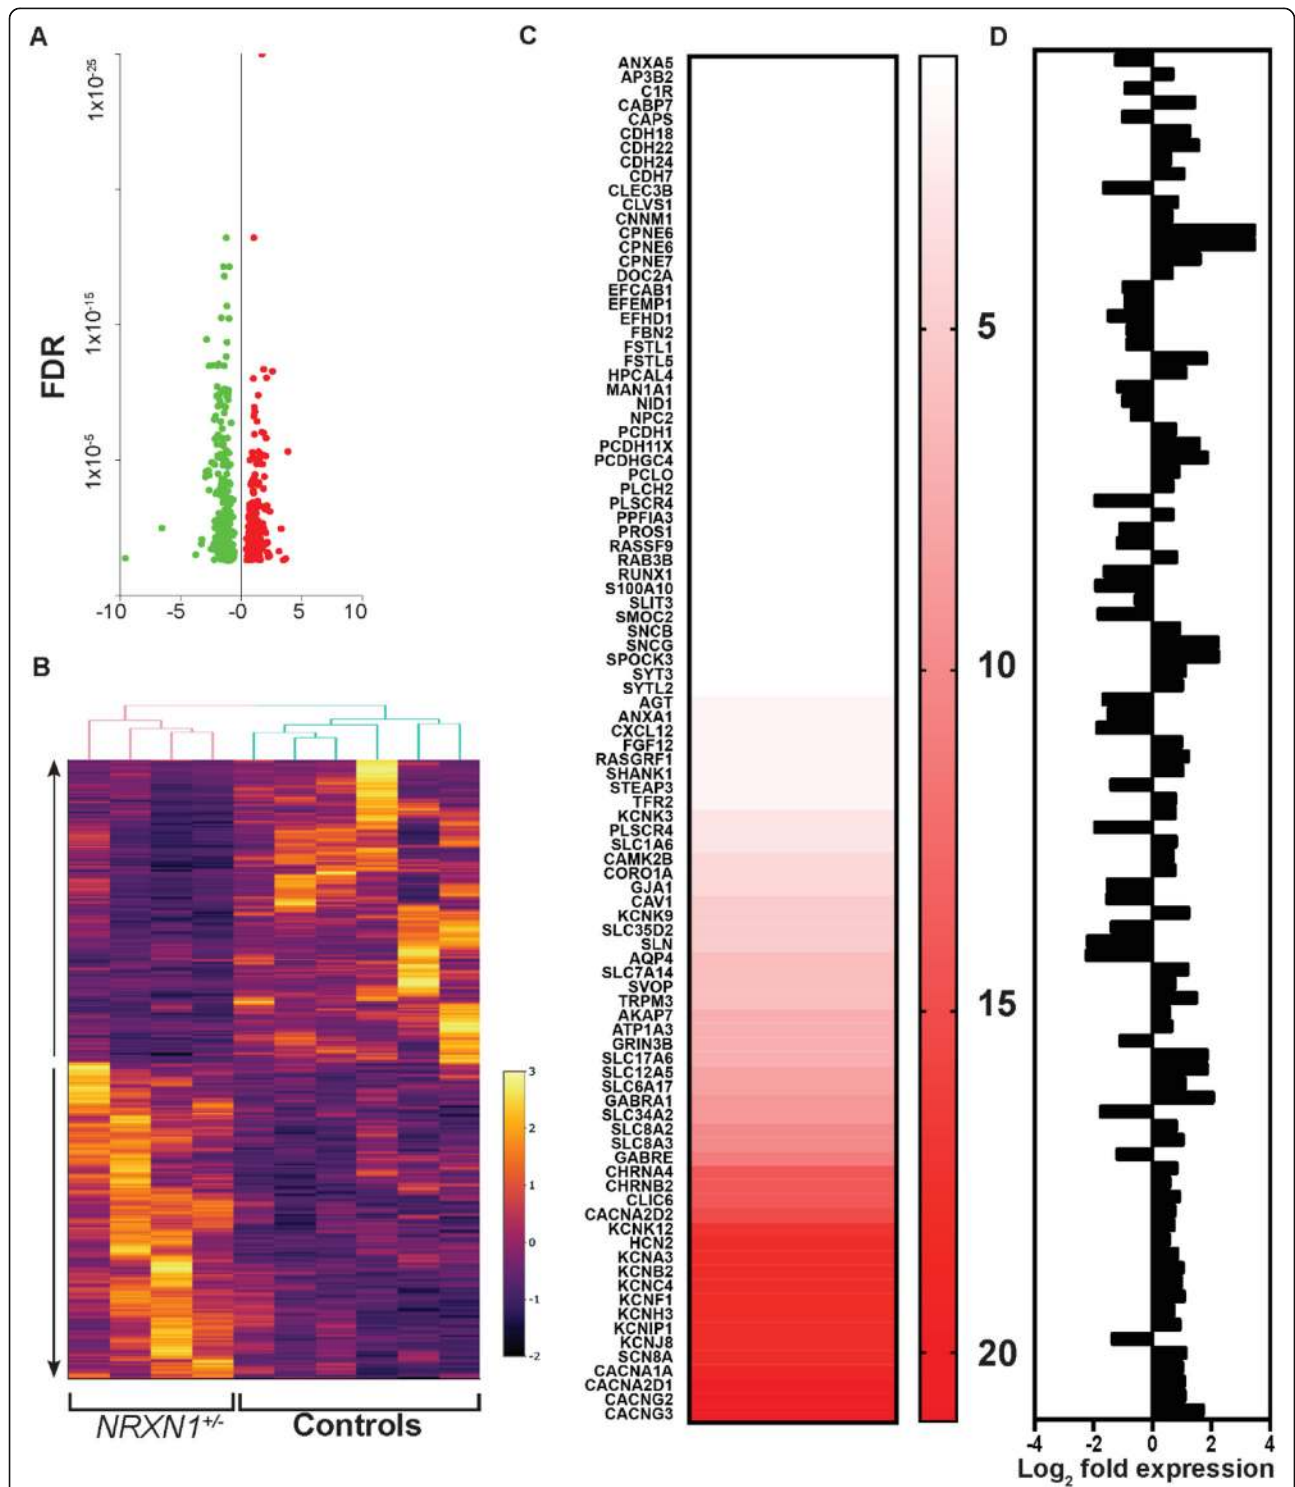 A
1x10-25
1x10-15
1x10-5
FDR
-10 -5 -0 5 10
B
3
2
1
0
-1
-2
NRXN1+/- Controls
C
ANXA5
AP3B2
C1R
CABP7
CAPS
CDH18
CDH22
CDH24
CDH7
CLEC3B
CLVS1
CNNM1
CPNE6
CPNE6
CPNE7
DOC2A
EFCAB1
EFEMP1
EFHD1
FBN2
FSTL1
FSTL5
HPCAL4
MAN1A1
NID1
NPC2
PCDH1
PCDH11X
PCDHGC4
PCLO
PLCH2
PLSCR4
PPFIA3
PROS1
RASSF9
RAB3B
RUNX1
S100A10
SLIT3
SMOC2
SNCB
SNCG
SPOCK3
SYT3
SYTL2
AGT
ANXA1
CXCL12
FGF12
RASGRF1
SHANK1
STEAP3
TFR2
KCNK3
PLSCR4
SLC1A6
CAMK2B
CORO1A
GJA1
CAV1
KCNK9
SLC35D2
SLN
AQP4
SLC7A14
SVOP
TRPM3
AKAP7
ATP1A3
GRIN3B
SLC17A6
SLC12A5
SLC6A17
GABRA1
SLC34A2
SLC8A2
SLC8A3
GABRE
CHRNA4
CHRNB2
CLIC6
CACNA2D2
KCNK12
HCN2
KCNA3
KCNB2
KCNC4
KCNF1
KCNH3
KCNIP1
KCNJ8
SCN8A
CACNA1A
CACNA2D1
CACNG2
CACNG3
5
10
15
20
D
-4 -2 0 2 4
Log2 fold expression